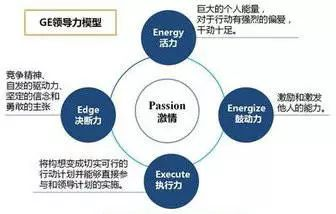 GE领导力模型
Energy
活力
巨大的个人能量，
对于行动有强烈的偏爱，
干劲十足。
竞争精神、
自发的驱动力、
坚定的信念和
勇敢的主张
Edge
决断力
Passion
激情
Energize
鼓动力
激励和激发
他人的能力。
将构想变成切实可行的
行动计划并能够直接参
与和领导计划的实施。
Execute
执行力